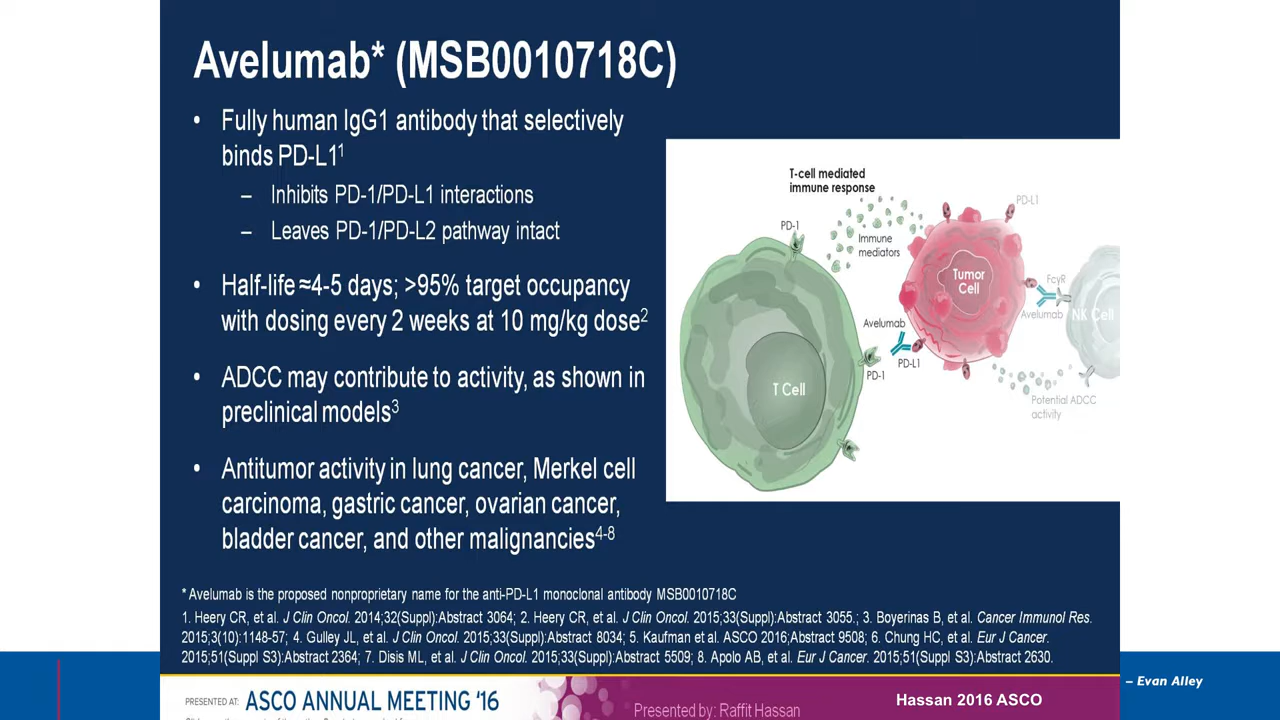 Avelumab* (MSB0010718C)
• Fully human IgG1 antibody that selectively
binds PD-L1¹
– Inhibits PD-1/PD-L1 interactions
– Leaves PD-1/PD-L2 pathway intact
• Half-life ≈4-5 days; >95% target occupancy
with dosing every 2 weeks at 10 mg/kg dose²
• ADCC may contribute to activity, as shown in
preclinical models³
• Antitumor activity in lung cancer, Merkel cell
carcinoma, gastric cancer, ovarian cancer,
bladder cancer, and other malignancies⁴⁻⁸
T-cell mediated
immune response
PD-L1
PD-1
Immune
mediators
Tumor
Cell
FcγR
Avelumab
NK Cell
Avelumab
PD-L1
PD-1
T Cell
Potential ADCC
activity
* Avelumab is the proposed nonproprietary name for the anti-PD-L1 monoclonal antibody MSB0010718C
1. Heery CR, et al. J Clin Oncol. 2014;32(Suppl):Abstract 3064; 2. Heery CR, et al. J Clin Oncol. 2015;33(Suppl):Abstract 3055.; 3. Boyerinas B, et al. Cancer Immunol Res.
2015;3(10):1148-57; 4. Gulley JL, et al. J Clin Oncol. 2015;33(Suppl):Abstract 8034; 5. Kaufman et al. ASCO 2016;Abstract 9508; 6. Chung HC, et al. Eur J Cancer.
2015;51(Suppl S3):Abstract 2364; 7. Disis ML, et al. J Clin Oncol. 2015;33(Suppl):Abstract 5509; 8. Apolo AB, et al. Eur J Cancer. 2015;51(Suppl S3):Abstract 2630.
– Evan Alley
PRESENTED AT: ASCO ANNUAL MEETING '16
Presented by: Raffit Hassan
Hassan 2016 ASCO